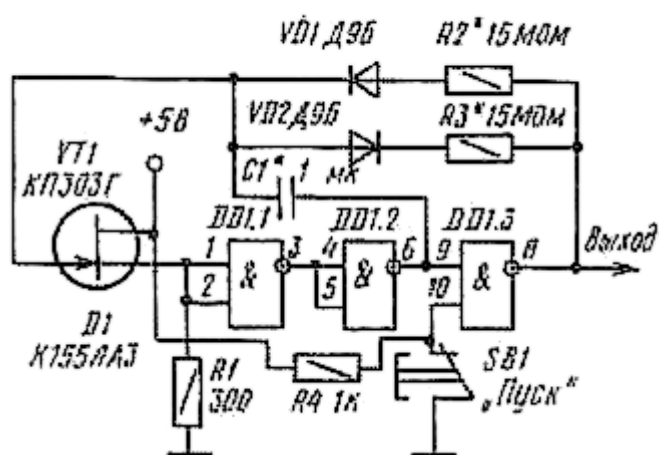 VD1 Д9Б
R2* 15 МОм
+5В
VD2 Д9Б
R3* 15 МОм
VT1
КП303Г
C1* 1 мк
DD1.1
DD1.2
DD1.3
Выход
1
2
&
3
4
5
&
6
9
10
&
8
D1
К155ЛА3
R1
300
R4 1к
SB1
„Пуск“